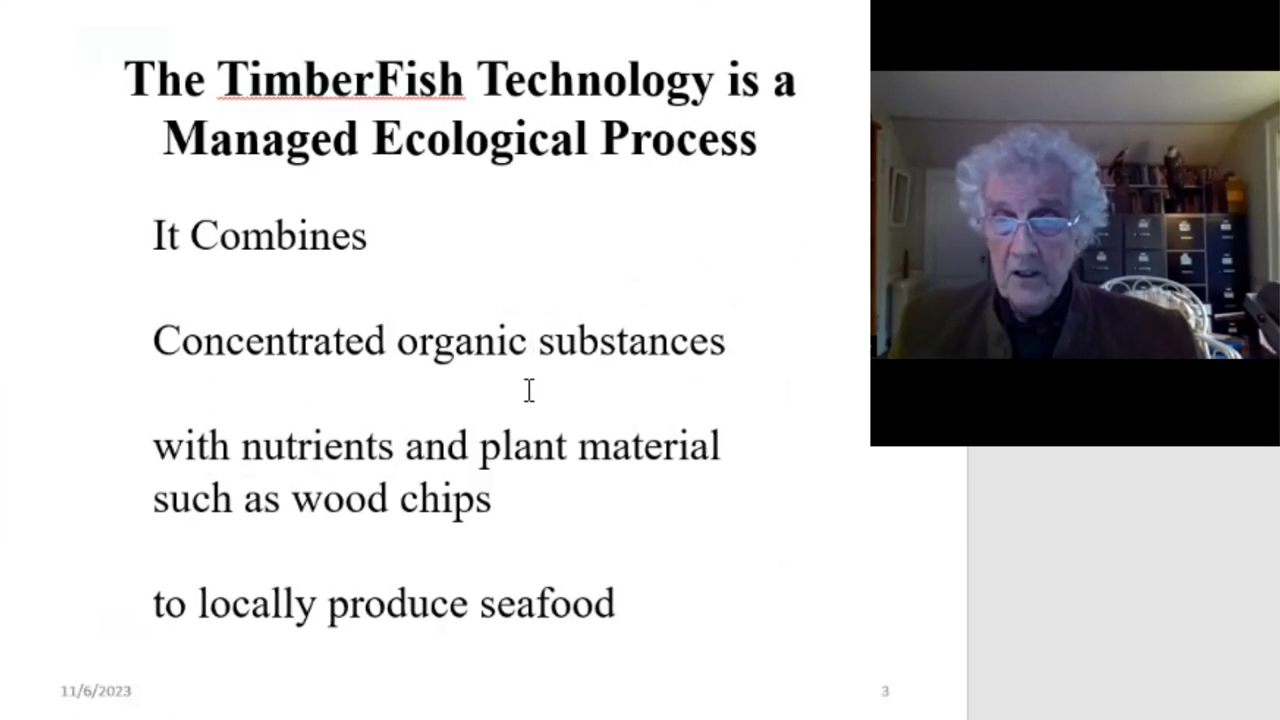 The TimberFish Technology is a
Managed Ecological Process
It Combines
Concentrated organic substances
with nutrients and plant material
such as wood chips
to locally produce seafood
11/6/2023
3